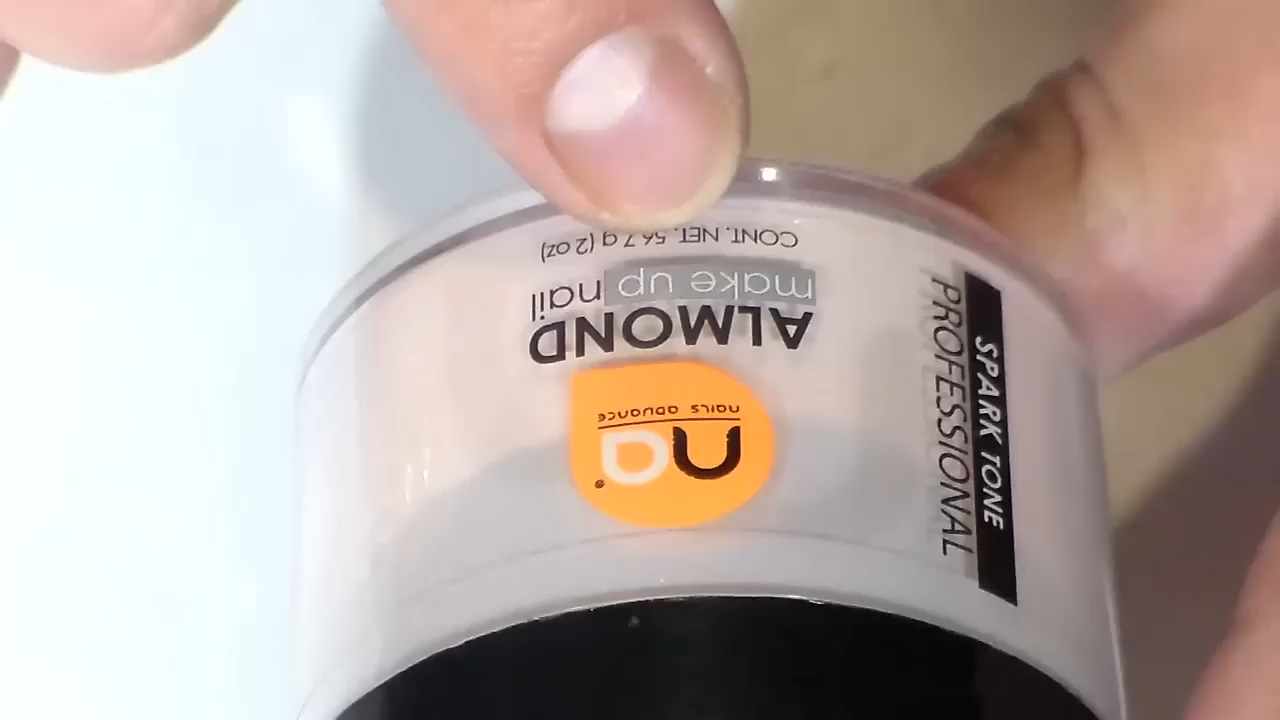 na®
nails advance
ALMOND
make up nail
CONT. NET. 56.7 g (2 oz)
SPARK TONE
PROFESSIONAL